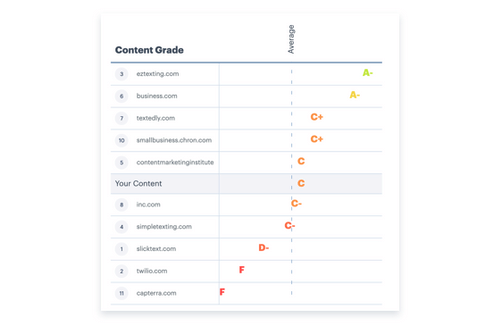 Average
Content Grade
3 eztexting.com A-
6 business.com A-
7 textedly.com C+
10 smallbusiness.chron.com C+
5 contentmarketinginstitute C
Your Content C
8 inc.com C-
4 simpletexting.com C-
1 slicktext.com D-
2 twilio.com F
11 capterra.com F